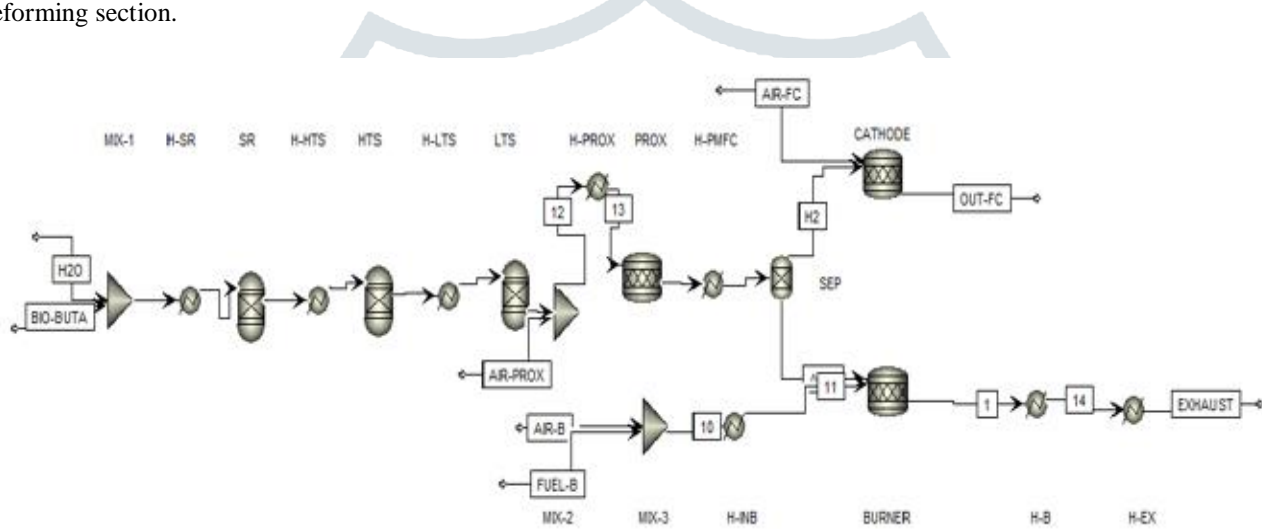 eforming section.
AIR-FC
MIX-1 H-SR SR H-HTS HTS H-LTS LTS H-PROX PROX H-PMFC CATHODE
12 13 H2 OUT-FC
H2O
BIO-BUTA
SEP
AIR-PROX
11
AIR-B 10 1 14 EXHAUST
FUEL-B
MIX-2 MIX-3 H-INB BURNER H-B H-EX